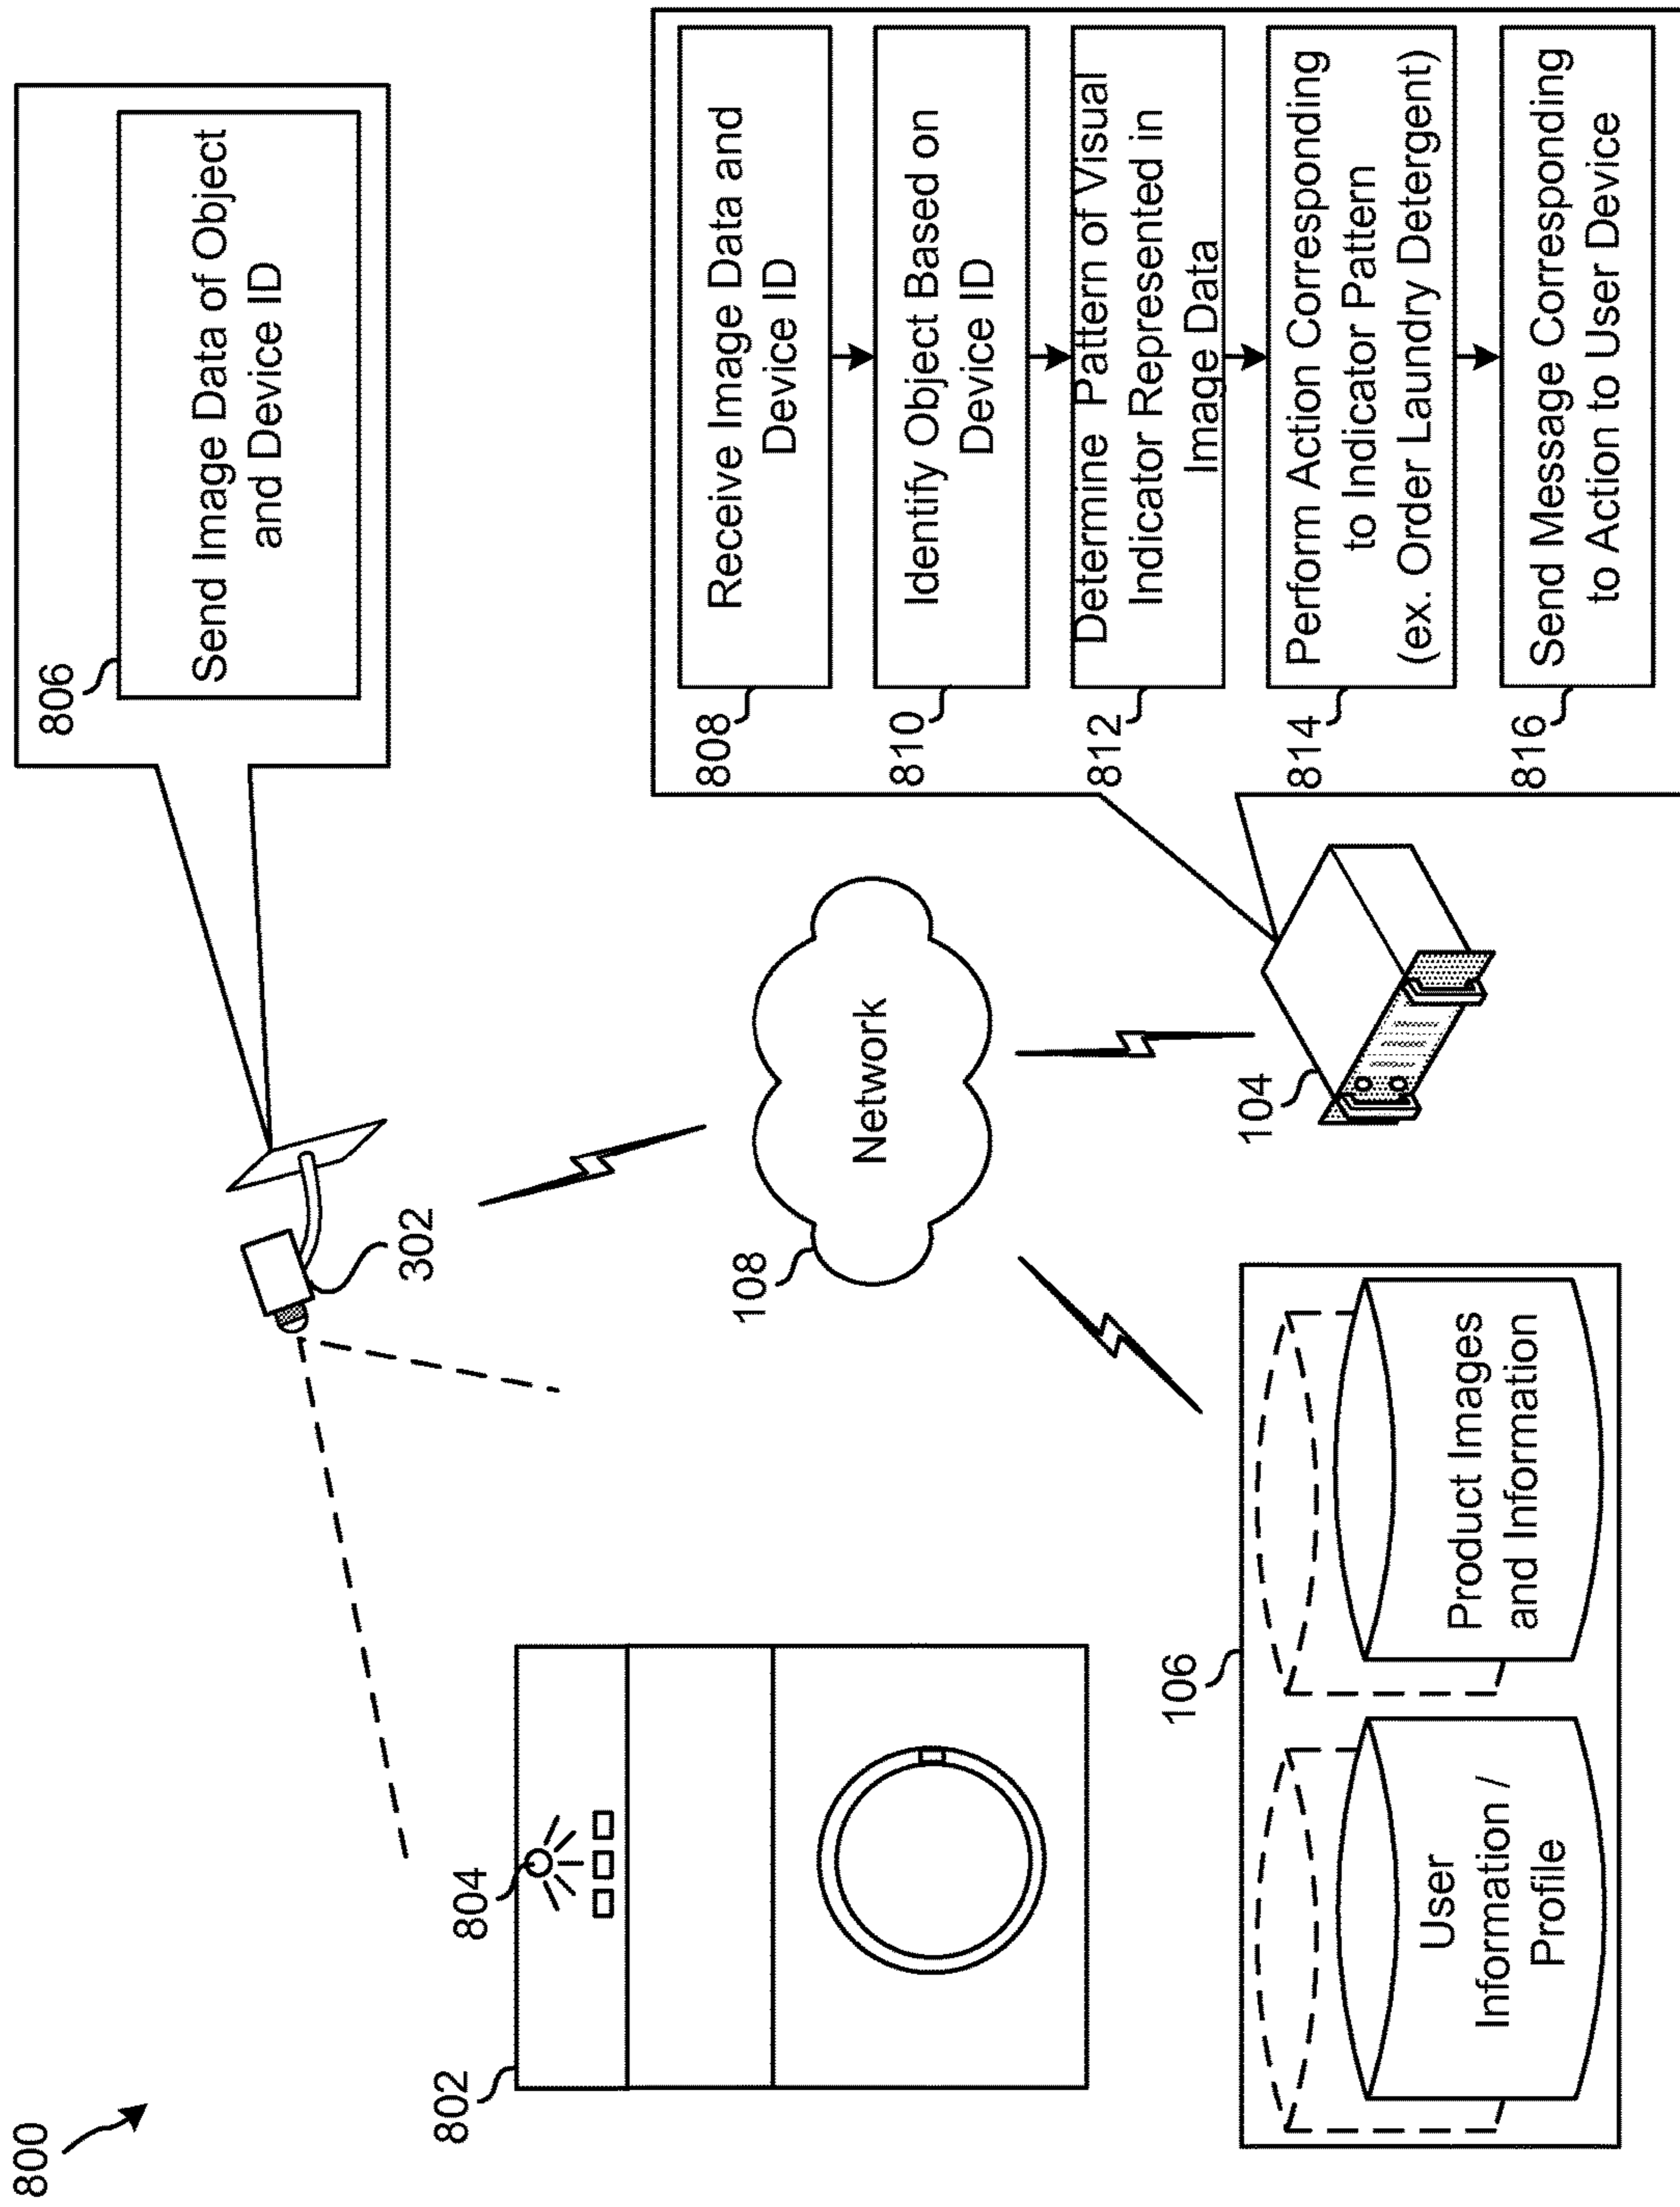 800
806
Send Image Data of Object
and Device ID
302
802
804
Network
108
808
Receive Image Data and
Device ID
810
Identify Object Based on
Device ID
812
Determine Pattern of Visual
Indicator Represented in
Image Data
814
Perform Action Corresponding
to Indicator Pattern
(ex. Order Laundry Detergent)
816
Send Message Corresponding
to Action to User Device
104
106
User
Information /
Profile
Product Images
and Information